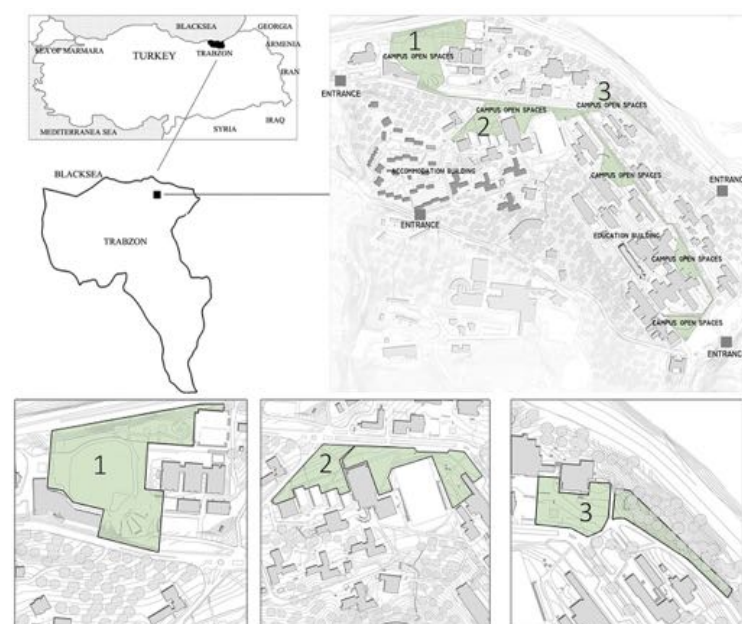 BLACKSEA
GEORGIA
SEA OF MARMARA
TURKEY
TRABZON
ARMENIA
IRAN
MEDITERRANEAN SEA
SYRIA
IRAQ
BLACKSEA
TRABZON
1
CAMPUS OPEN SPACES
ENTRANCE
3
CAMPUS OPEN SPACES
CAMPUS OPEN SPACES
2
ACCOMMODATION BUILDING
CAMPUS OPEN SPACES
ENTRANCE
ENTRANCE
EDUCATION BUILDING
CAMPUS OPEN SPACES
CAMPUS OPEN SPACES
ENTRANC
1
2
3